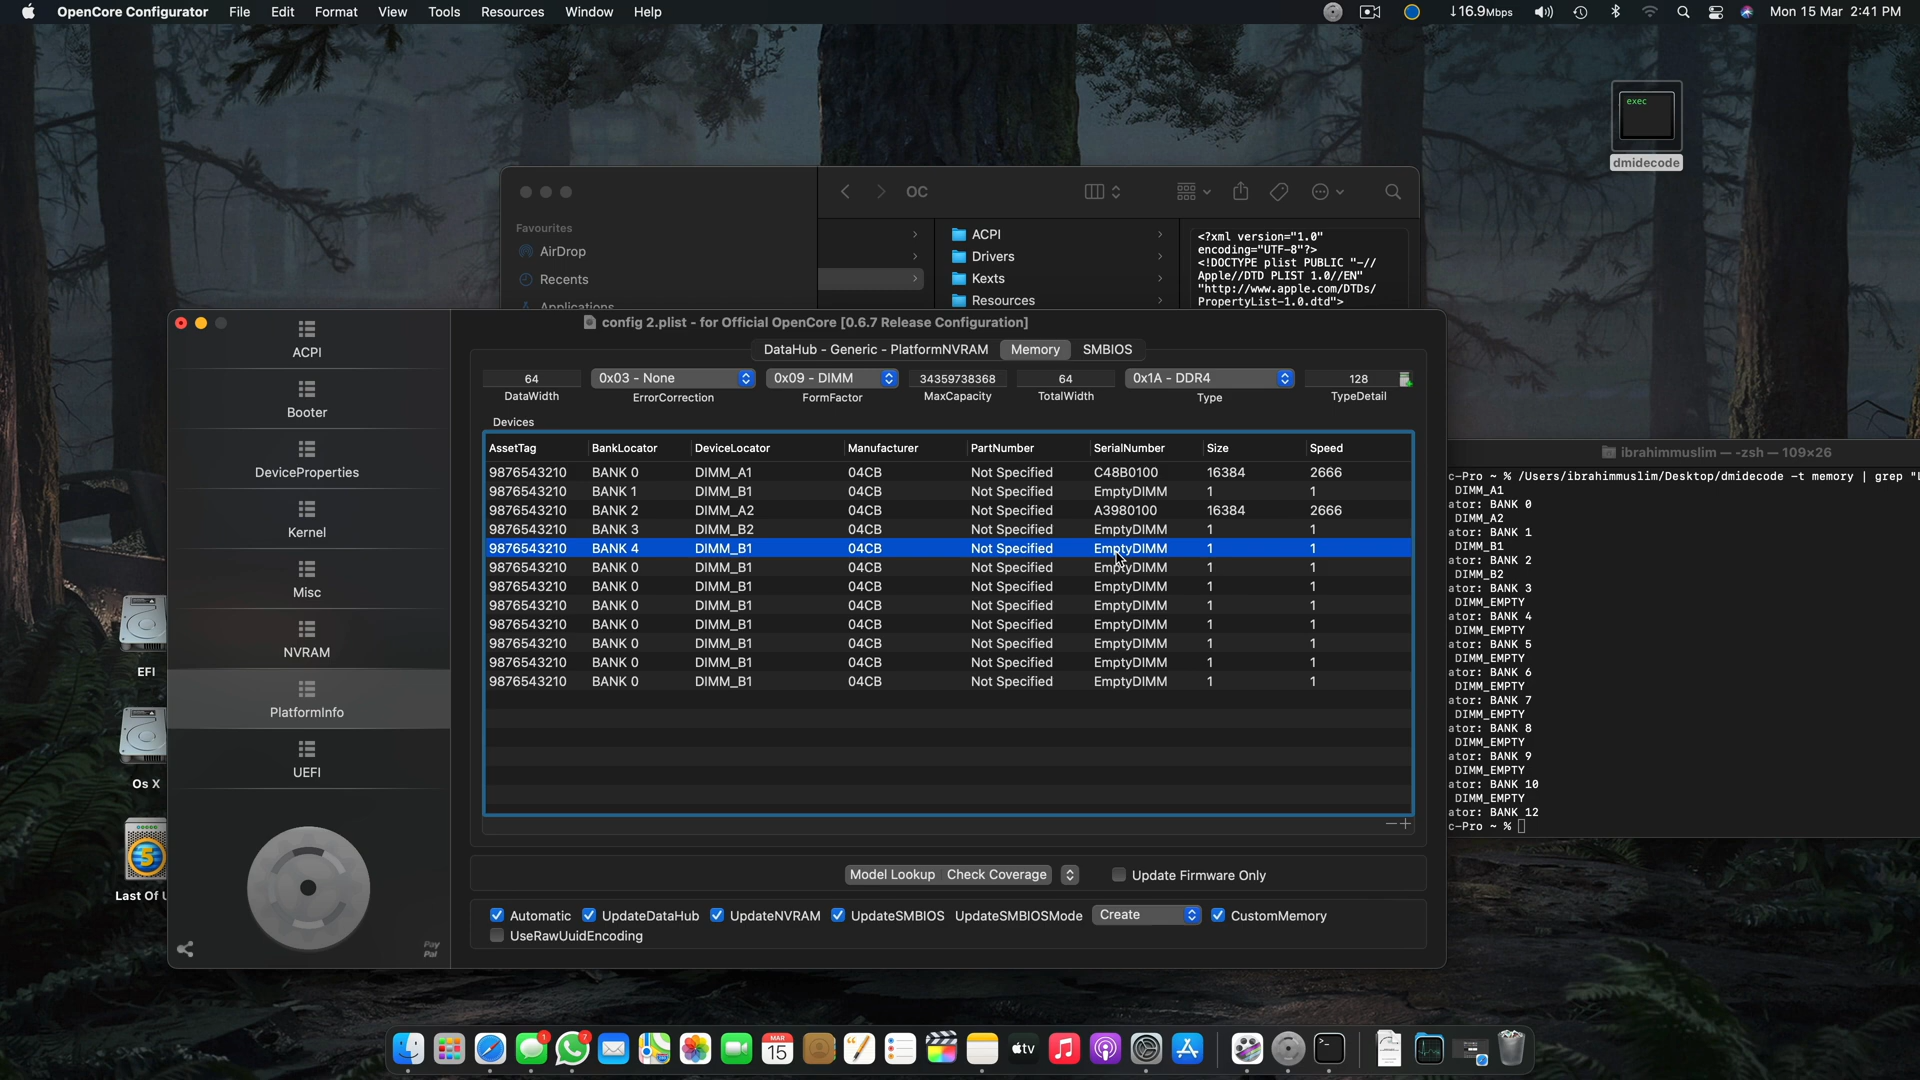 OpenCore Configurator File Edit Format View Tools Resources Window Help
↓16.9Mbps Mon 15 Mar 2:41 PM
exec
dmidecode
OC
Favourites
AirDrop
Recents
Applications
ACPI
Drivers
Kexts
Resources
<?xml version="1.0"
encoding="UTF-8"?>
<!DOCTYPE plist PUBLIC "-//
Apple//DTD PLIST 1.0//EN"
"http://www.apple.com/DTDs/
PropertyList-1.0.dtd">
config 2.plist - for Official OpenCore [0.6.7 Release Configuration]
ACPI
Booter
DeviceProperties
Kernel
Misc
NVRAM
PlatformInfo
UEFI
Pay
Pal
DataHub - Generic - PlatformNVRAM Memory SMBIOS
64 0x03 - None 0x09 - DIMM 34359738368 64 0x1A - DDR4 128
DataWidth ErrorCorrection FormFactor MaxCapacity TotalWidth Type TypeDetail
Devices
AssetTag BankLocator DeviceLocator Manufacturer PartNumber SerialNumber Size Speed
9876543210 BANK 0 DIMM_A1 04CB Not Specified C48B0100 16384 2666
9876543210 BANK 1 DIMM_B1 04CB Not Specified EmptyDIMM 1 1
9876543210 BANK 2 DIMM_A2 04CB Not Specified A3980100 16384 2666
9876543210 BANK 3 DIMM_B2 04CB Not Specified EmptyDIMM 1 1
9876543210 BANK 4 DIMM_B1 04CB Not Specified EmptyDIMM 1 1
9876543210 BANK 0 DIMM_B1 04CB Not Specified EmptyDIMM 1 1
9876543210 BANK 0 DIMM_B1 04CB Not Specified EmptyDIMM 1 1
9876543210 BANK 0 DIMM_B1 04CB Not Specified EmptyDIMM 1 1
9876543210 BANK 0 DIMM_B1 04CB Not Specified EmptyDIMM 1 1
9876543210 BANK 0 DIMM_B1 04CB Not Specified EmptyDIMM 1 1
9876543210 BANK 0 DIMM_B1 04CB Not Specified EmptyDIMM 1 1
9876543210 BANK 0 DIMM_B1 04CB Not Specified EmptyDIMM 1 1
Model Lookup Check Coverage Update Firmware Only
Automatic UpdateDataHub UpdateNVRAM UpdateSMBIOS UpdateSMBIOSMode Create CustomMemory
UseRawUuidEncoding
ibrahimmuslim — -zsh — 109×26
c-Pro ~ % /Users/ibrahimmuslim/Desktop/dmidecode -t memory | grep "L
DIMM_A1
ator: BANK 0
DIMM_A2
ator: BANK 1
DIMM_B1
ator: BANK 2
DIMM_B2
ator: BANK 3
DIMM_EMPTY
ator: BANK 4
DIMM_EMPTY
ator: BANK 5
DIMM_EMPTY
ator: BANK 6
DIMM_EMPTY
ator: BANK 7
DIMM_EMPTY
ator: BANK 8
DIMM_EMPTY
ator: BANK 9
DIMM_EMPTY
ator: BANK 10
DIMM_EMPTY
ator: BANK 12
c-Pro ~ %
EFI
Os X
5
Last Of U
1
7
MAR
15
tv